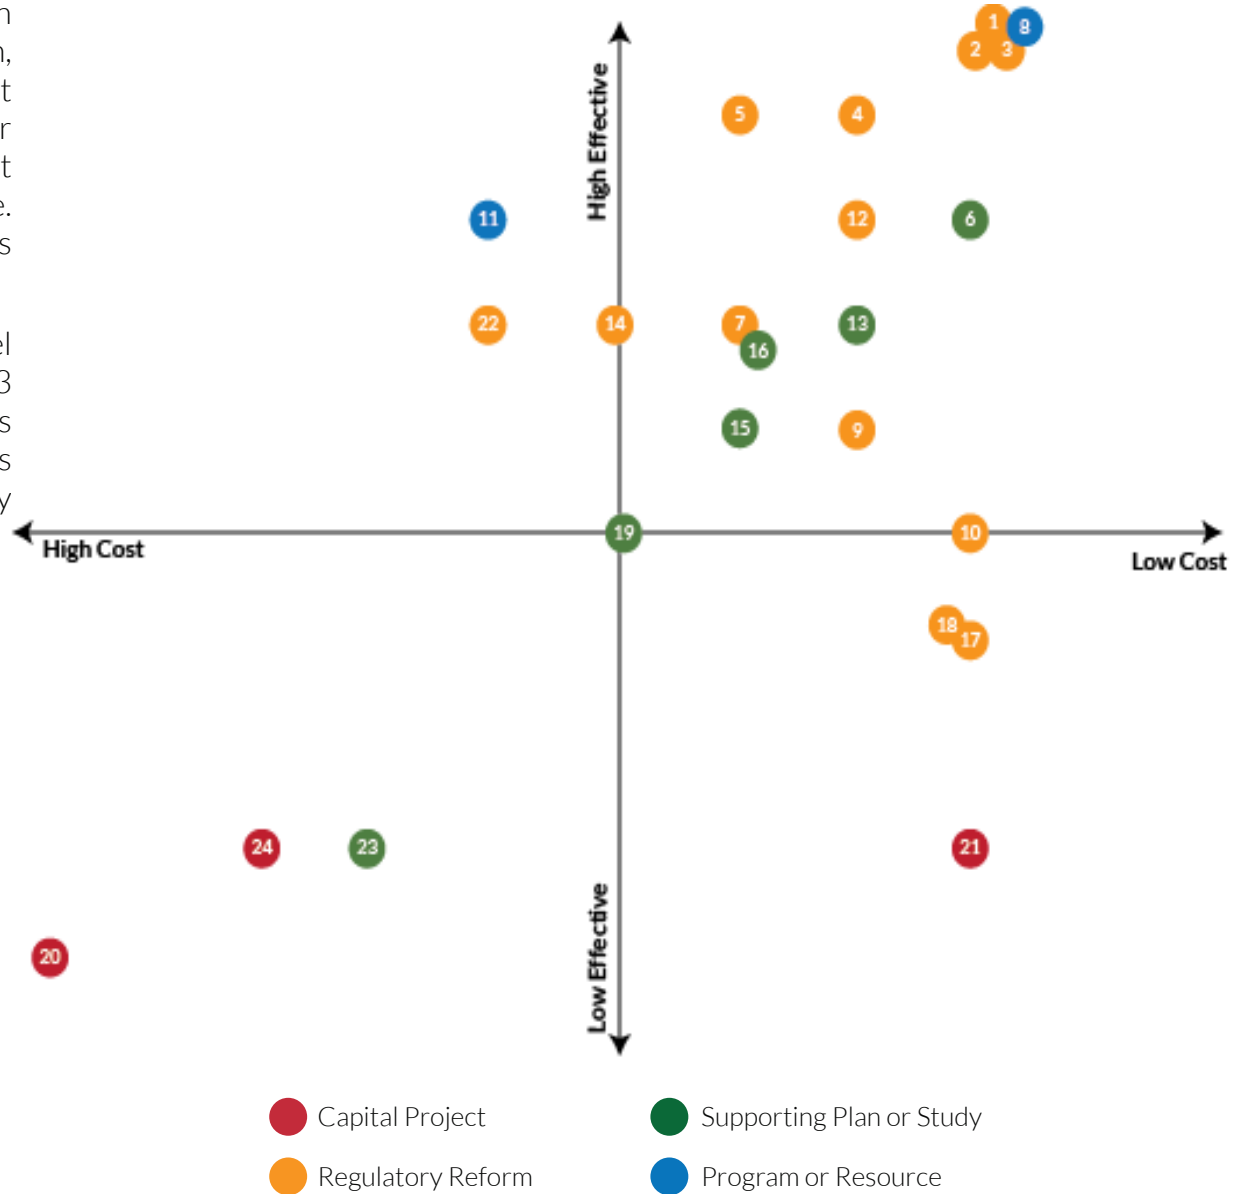 n
n,
t
r
t
e.
s
el
3
s
s
y
High Effective
1
8
2
3
5
4
11
12
6
22
14
7
13
16
15
9
19
10
High Cost
Low Cost
18
17
24
23
21
20
Low Effective
Capital Project
Supporting Plan or Study
Regulatory Reform
Program or Resource